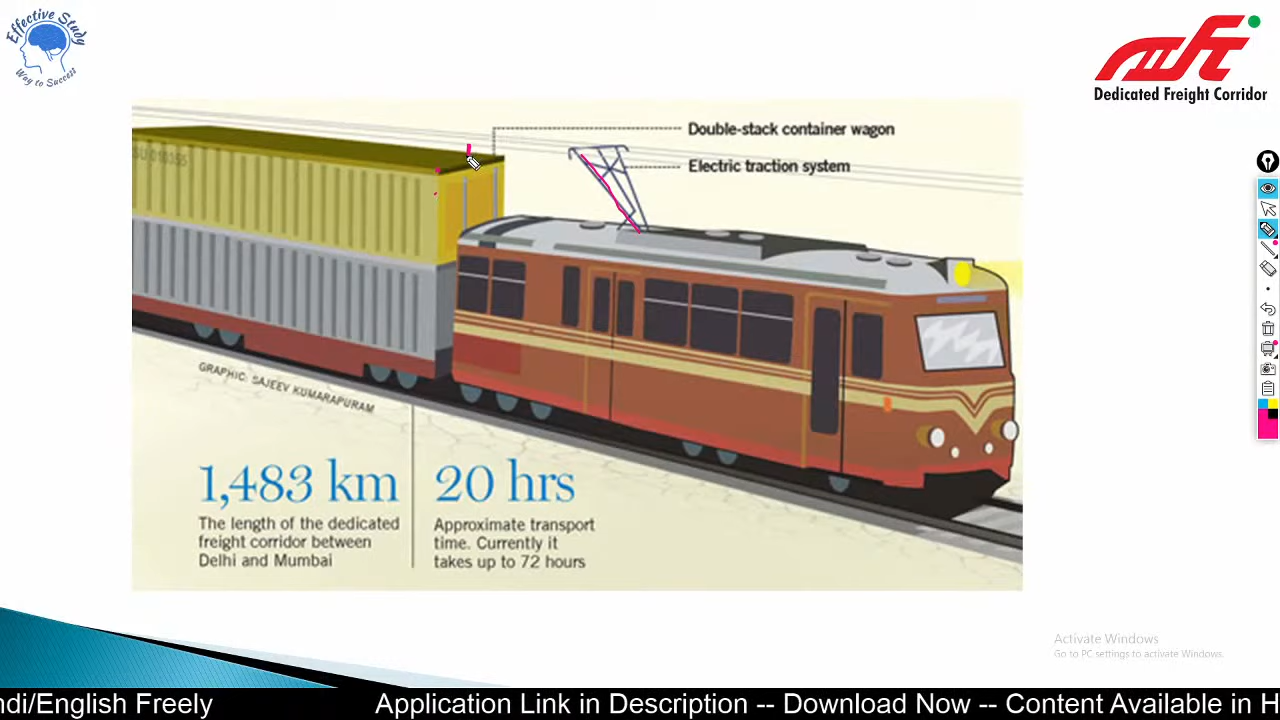 Effective Study
Way to Success
Dedicated Freight Corridor
Double-stack container wagon
Electric traction system
GRAPHIC: SAJEEV KUMARAPURAM
1,483 km
The length of the dedicated
freight corridor between
Delhi and Mumbai
20 hrs
Approximate transport
time. Currently it
takes up to 72 hours
Activate Windows
Go to PC settings to activate Windows.
ndi/English Freely Application Link in Description -- Download Now -- Content Available in H